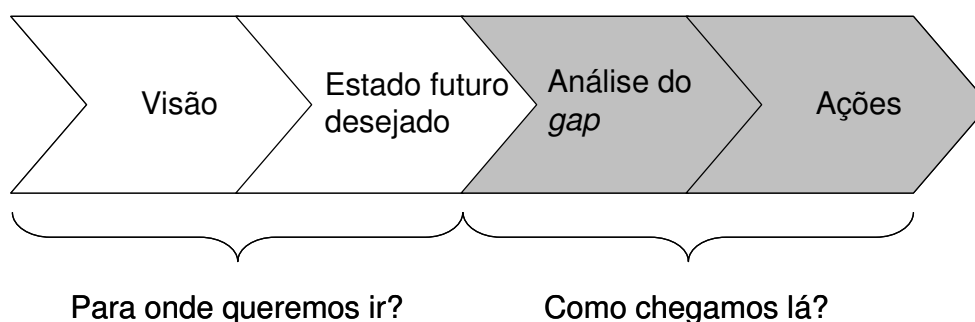 Visão
Estado futuro
desejado
Análise do
gap
Ações
Para onde queremos ir?
Como chegamos lá?